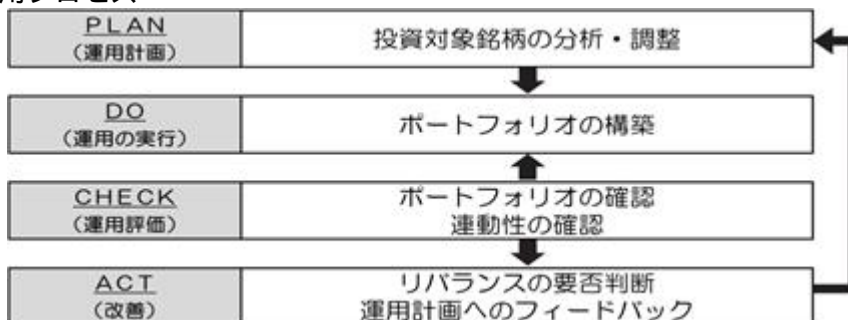 PLAN
(運用計画)
投資対象銘柄の分析・調整
DO
(運用の実行)
ポートフォリオの構築
CHECK
(運用評価)
ポートフォリオの確認
連動性の確認
ACT
(改善)
リバランスの要否判断
運用計画へのフィードバック